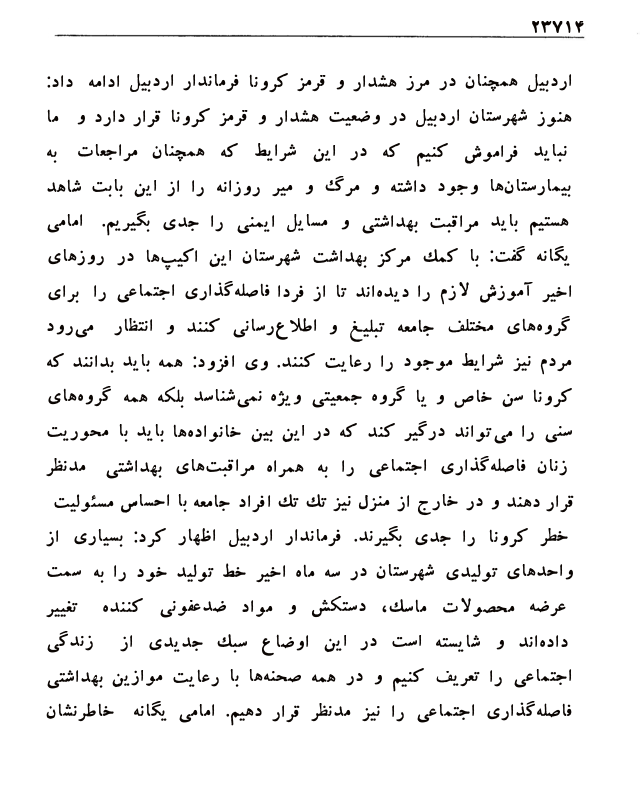 ۲۳۷۱۴
اردبیل همچنان در مرز هشدار و قرمز کرونا فرماندار اردبیل ادامه داد:
هنوز شهرستان اردبیل در وضعیت هشدار و قرمز کرونا قرار دارد و ما
نباید فراموش کنیم که در این شرایط که همچنان مراجعات به
بیمارستان‌ها وجود داشته و مرگ و میر روزانه را از این بابت شاهد
هستیم باید مراقبت بهداشتی و مسایل ایمنی را جدی بگیریم. امامی
یگانه گفت: با کمك مرکز بهداشت شهرستان این اکیپ‌ها در روزهای
اخیر آموزش لازم را دیده‌اند تا از فردا فاصله‌گذاری اجتماعی را برای
گروه‌های مختلف جامعه تبلیغ و اطلاع‌رسانی کنند و انتظار می‌رود
مردم نیز شرایط موجود را رعایت کنند. وی افزود: همه باید بدانند که
کرونا سن خاص و یا گروه جمعیتی ویژه نمی‌شناسد بلکه همه گروه‌های
سنی را می‌تواند درگیر کند که در این بین خانواده‌ها باید با محوریت
زنان فاصله‌گذاری اجتماعی را به همراه مراقبت‌های بهداشتی مدنظر
قرار دهند و در خارج از منزل نیز تك تك افراد جامعه با احساس مسئولیت
خطر کرونا را جدی بگیرند. فرماندار اردبیل اظهار کرد: بسیاری از
واحدهای تولیدی شهرستان در سه ماه اخیر خط تولید خود را به سمت
عرضه محصولات ماسك، دستکش و مواد ضدعفونی کننده تغییر
داده‌اند و شایسته است در این اوضاع سبك جدیدی از زندگی
اجتماعی را تعریف کنیم و در همه صحنه‌ها با رعایت موازین بهداشتی
فاصله‌گذاری اجتماعی را نیز مدنظر قرار دهیم. امامی یگانه خاطرنشان